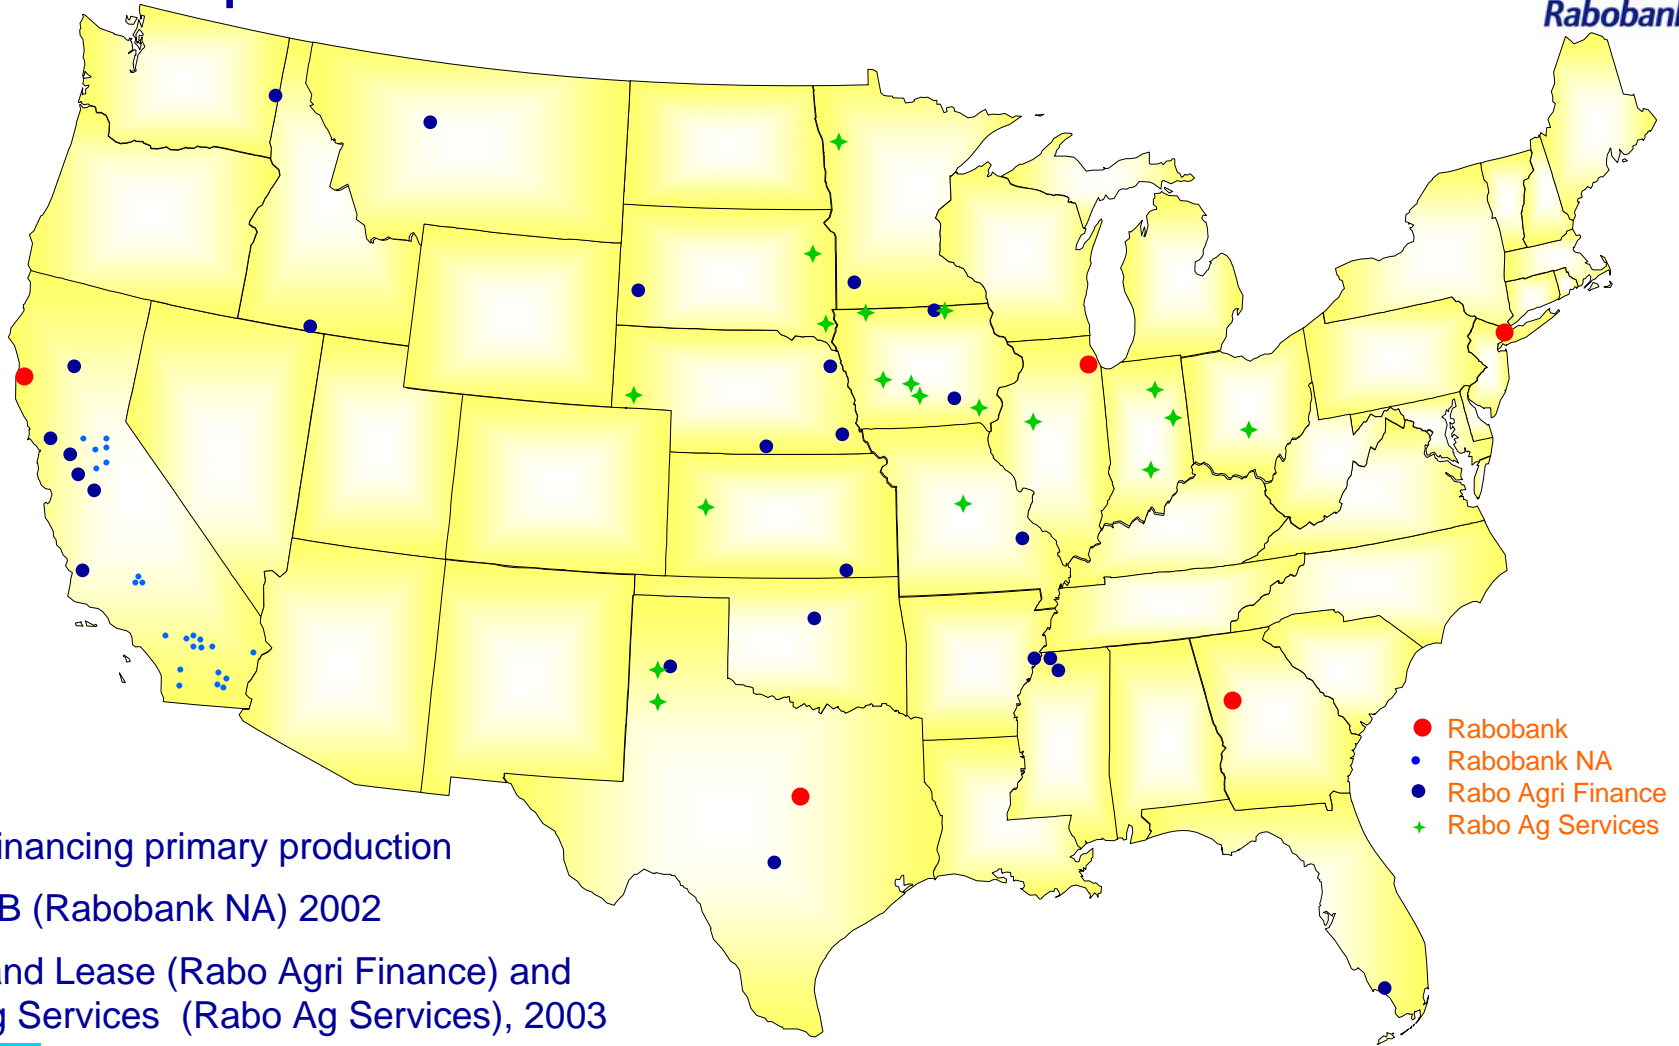 Rabobank
Rabobank
Rabobank NA
Rabo Agri Finance
Rabo Ag Services
inancing primary production
B (Rabobank NA) 2002
and Lease (Rabo Agri Finance) and
g Services (Rabo Ag Services), 2003